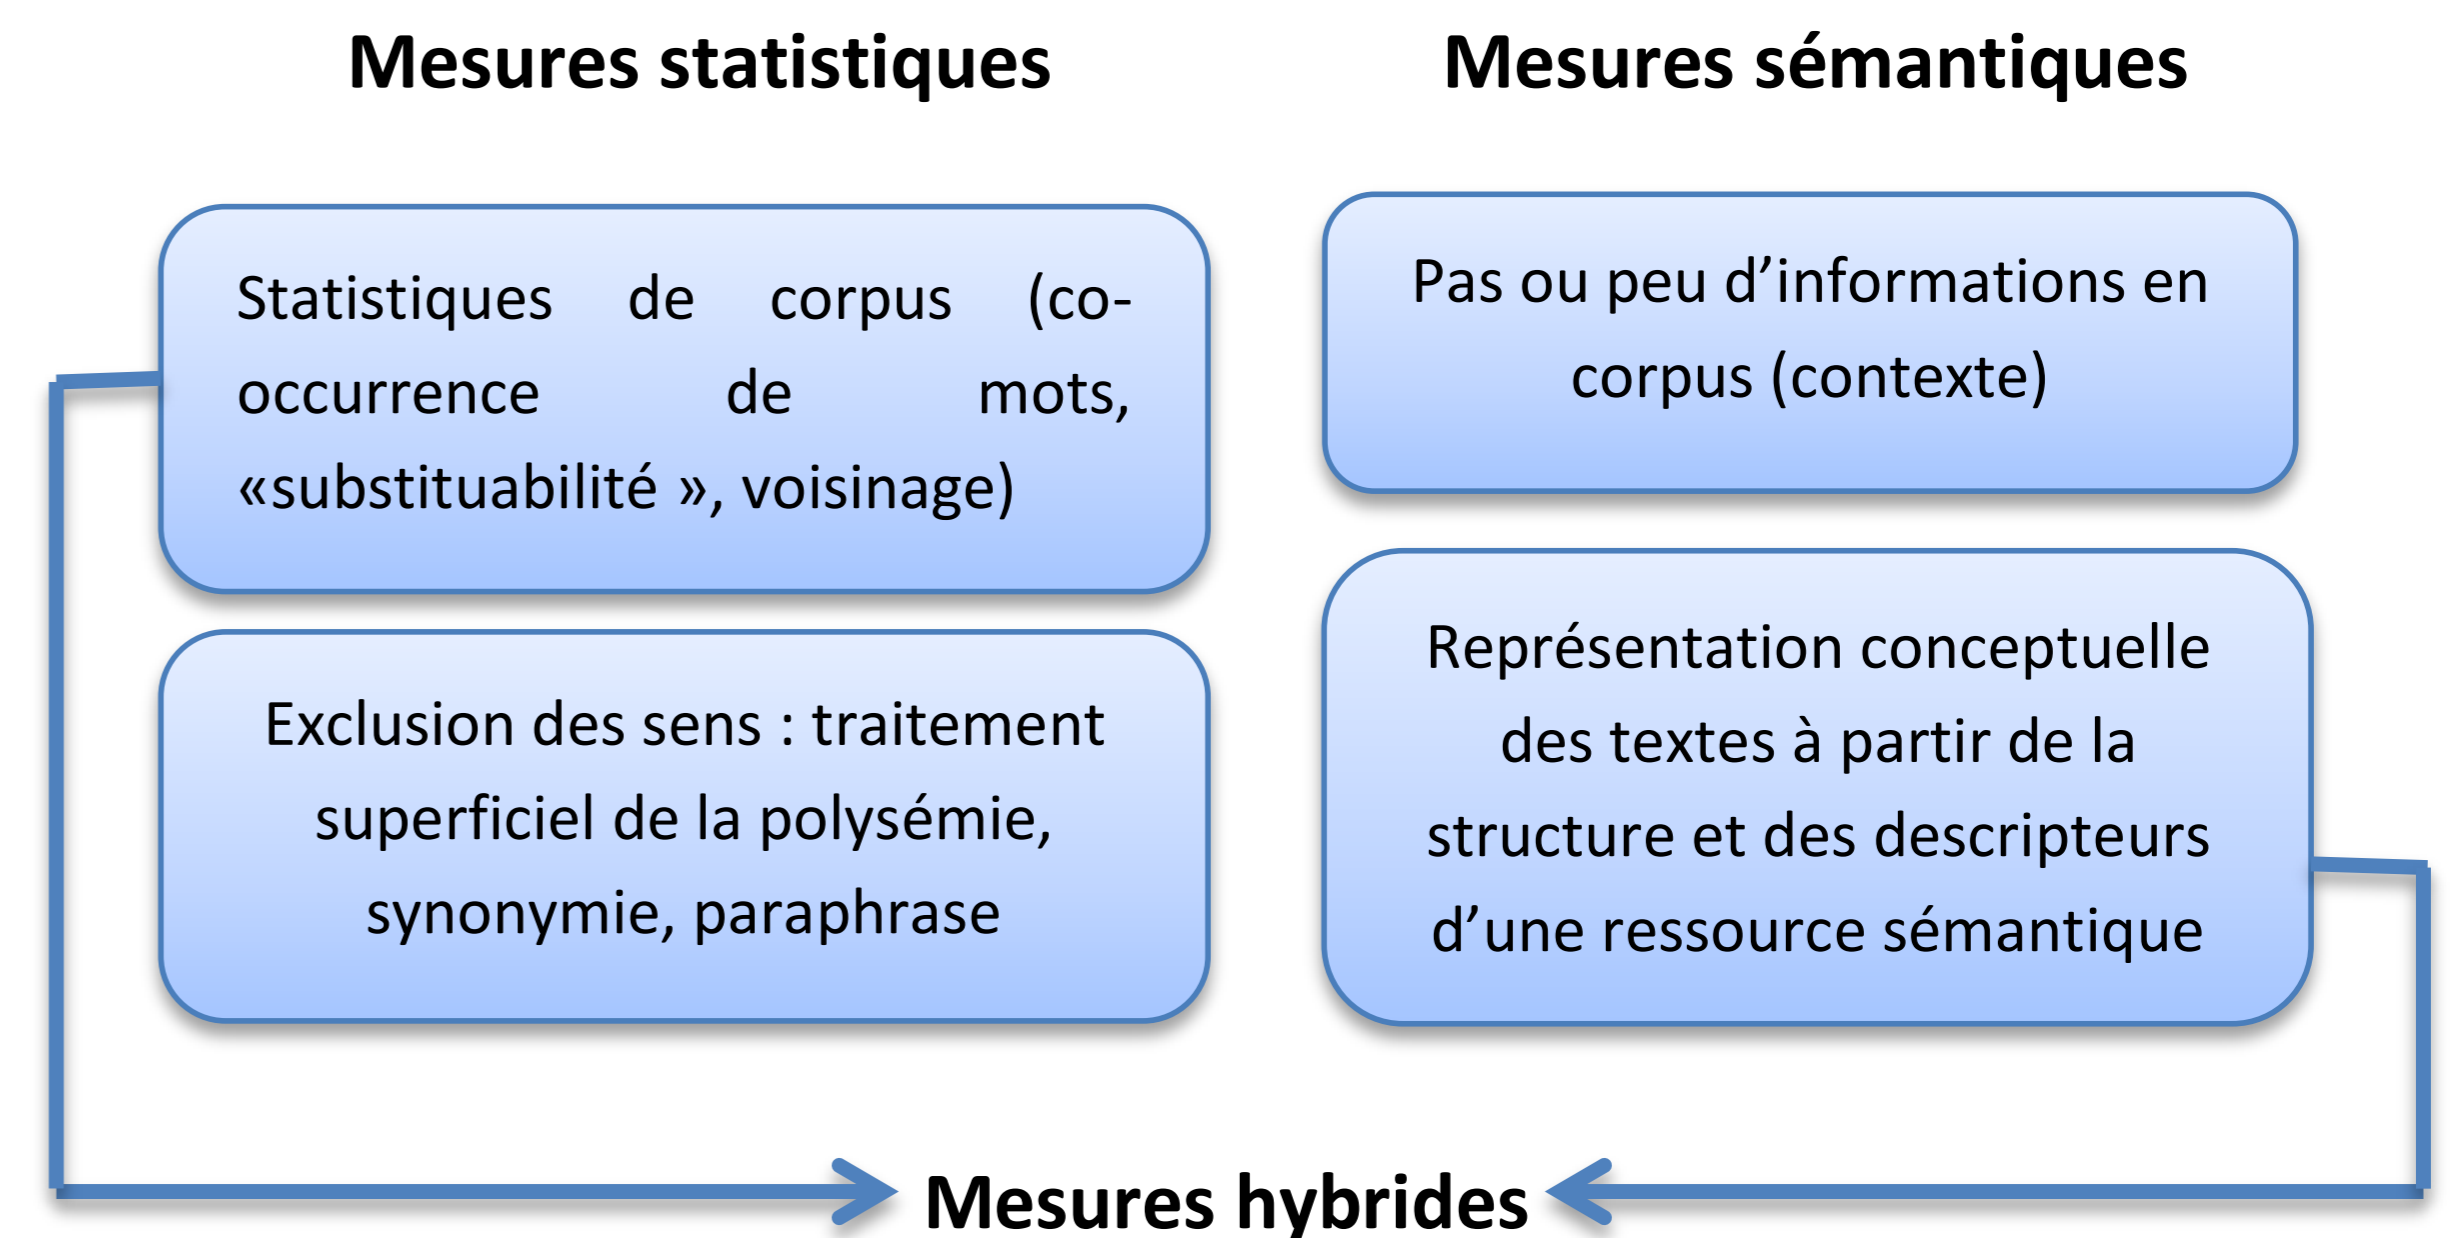 Mesures statistiques
Mesures sémantiques
Statistiques de corpus (co-
occurrence de mots,
«substituabilité », voisinage)
Exclusion des sens : traitement
superficiel de la polysémie,
synonymie, paraphrase
Pas ou peu d’informations en
corpus (contexte)
Représentation conceptuelle
des textes à partir de la
structure et des descripteurs
d’une ressource sémantique
Mesures hybrides